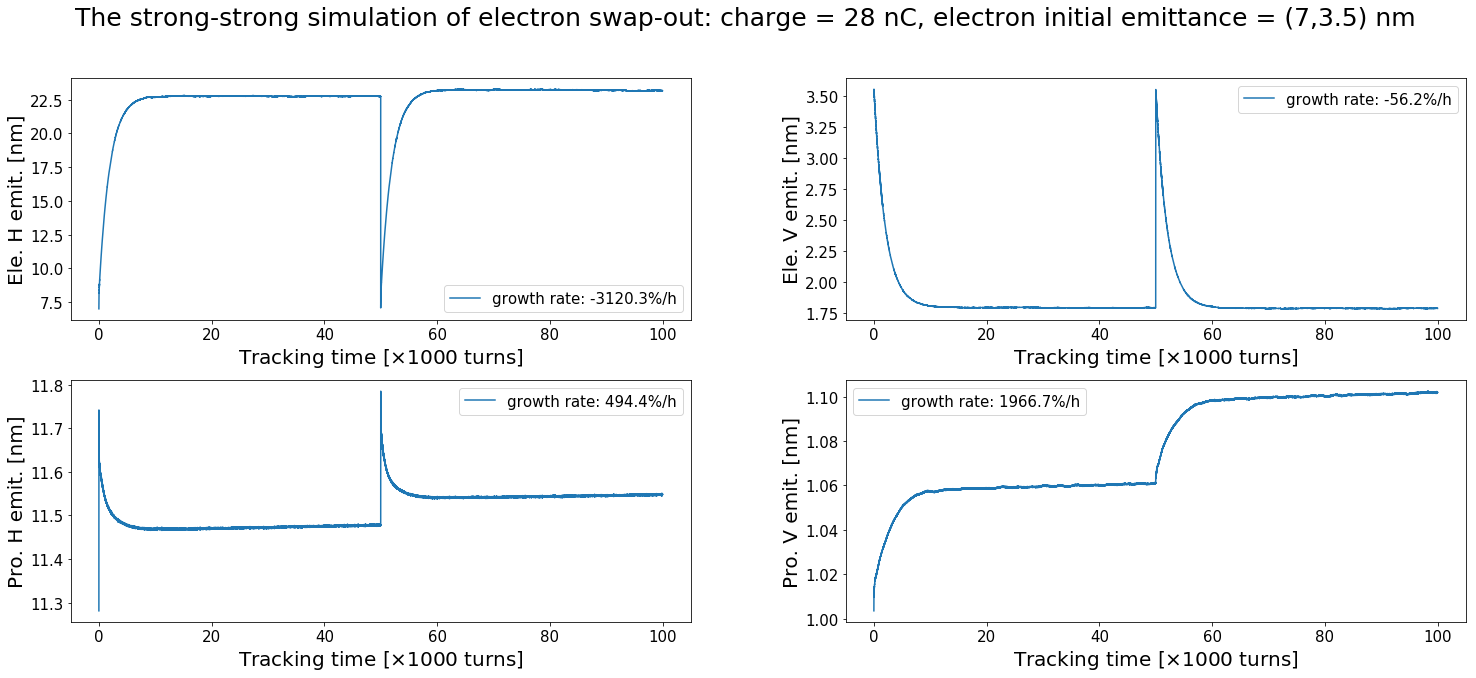 The strong-strong simulation of electron swap-out: charge = 28 nC, electron initial emittance = (7,3.5) nm
Ele. H emit. [nm]
22.5
20.0
17.5
15.0
12.5
10.0
7.5
growth rate: -3120.3%/h
0 20 40 60 80 100
Tracking time [×1000 turns]
Ele. V emit. [nm]
3.50
3.25
3.00
2.75
2.50
2.25
2.00
1.75
growth rate: -56.2%/h
0 20 40 60 80 100
Tracking time [×1000 turns]
Pro. H emit. [nm]
11.8
11.7
11.6
11.5
11.4
11.3
growth rate: 494.4%/h
0 20 40 60 80 100
Tracking time [×1000 turns]
Pro. V emit. [nm]
1.10
1.08
1.06
1.04
1.02
1.00
growth rate: 1966.7%/h
0 20 40 60 80 100
Tracking time [×1000 turns]